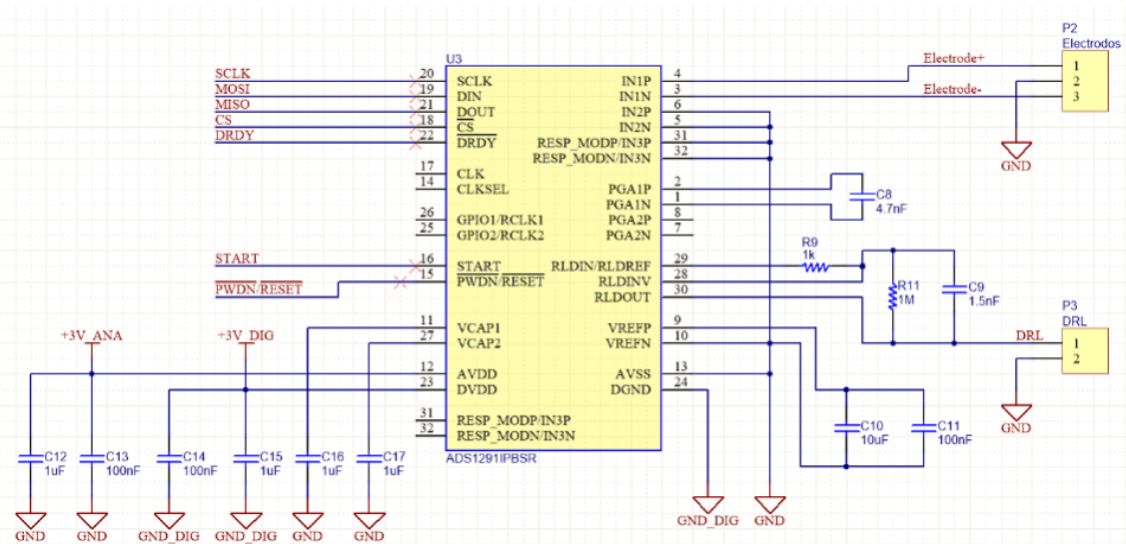 P2
Electrodos
U3
SCLK 20 SCLK IN1P 4 Electrode+ 1
MOSI 19 DIN IN1N 3 Electrode- 2
MISO 21 DOUT IN2P 6 3
CS 18 CS IN2N 5
DRDY 22 DRDY RESP_MODP/IN3P 31
RESP_MODN/IN3N 32
GND
17 CLK
14 CLKSEL PGA1P 2
PGA1N 1 C8
26 GPIO1/RCLK1 PGA2P 8 4.7nF
25 GPIO2/RCLK2 PGA2N 7
R9
1k
START 16 START RLDIN/RLDREF 29
PWDN/RESET 15 PWDN/RESET RLDINV 28 R11 C9
RLDOUT 30 1M 1.5nF
P3
DRL
+3V_ANA +3V_DIG 11 VCAP1 VREFP 9
27 VCAP2 VREFN 10 DRL 1
2
12 AVDD AVSS 13
23 DVDD DGND 24
GND
31 RESP_MODP/IN3P C10 C11
32 RESP_MODN/IN3N 10uF 100nF
C12 C13 C14 C15 C16 C17 ADS1291IPBSR
1uF 100nF 100nF 1uF 1uF 1uF
GND GND GND_DIG GND_DIG GND GND GND_DIG GND